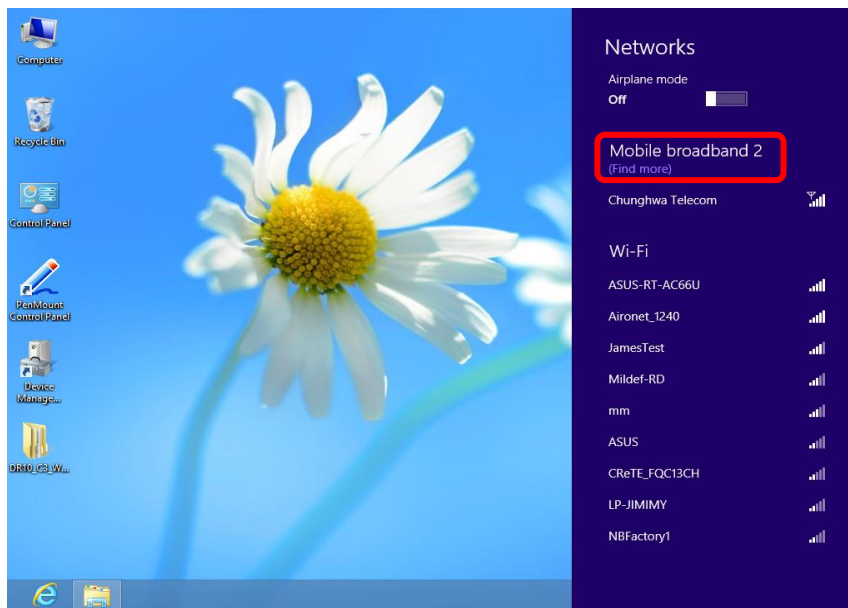 Computer
Recycle Bin
Control Panel
PenMount
Control Panel
Device
Manage...
DR10_C3_W...
Networks
Airplane mode
Off
Mobile broadband 2
(Find more)
Chunghwa Telecom
Wi-Fi
ASUS-RT-AC66U
Aironet_1240
JamesTest
Mildef-RD
mm
ASUS
CReTE_FQC13CH
LP-JIMIMY
NBFactory1